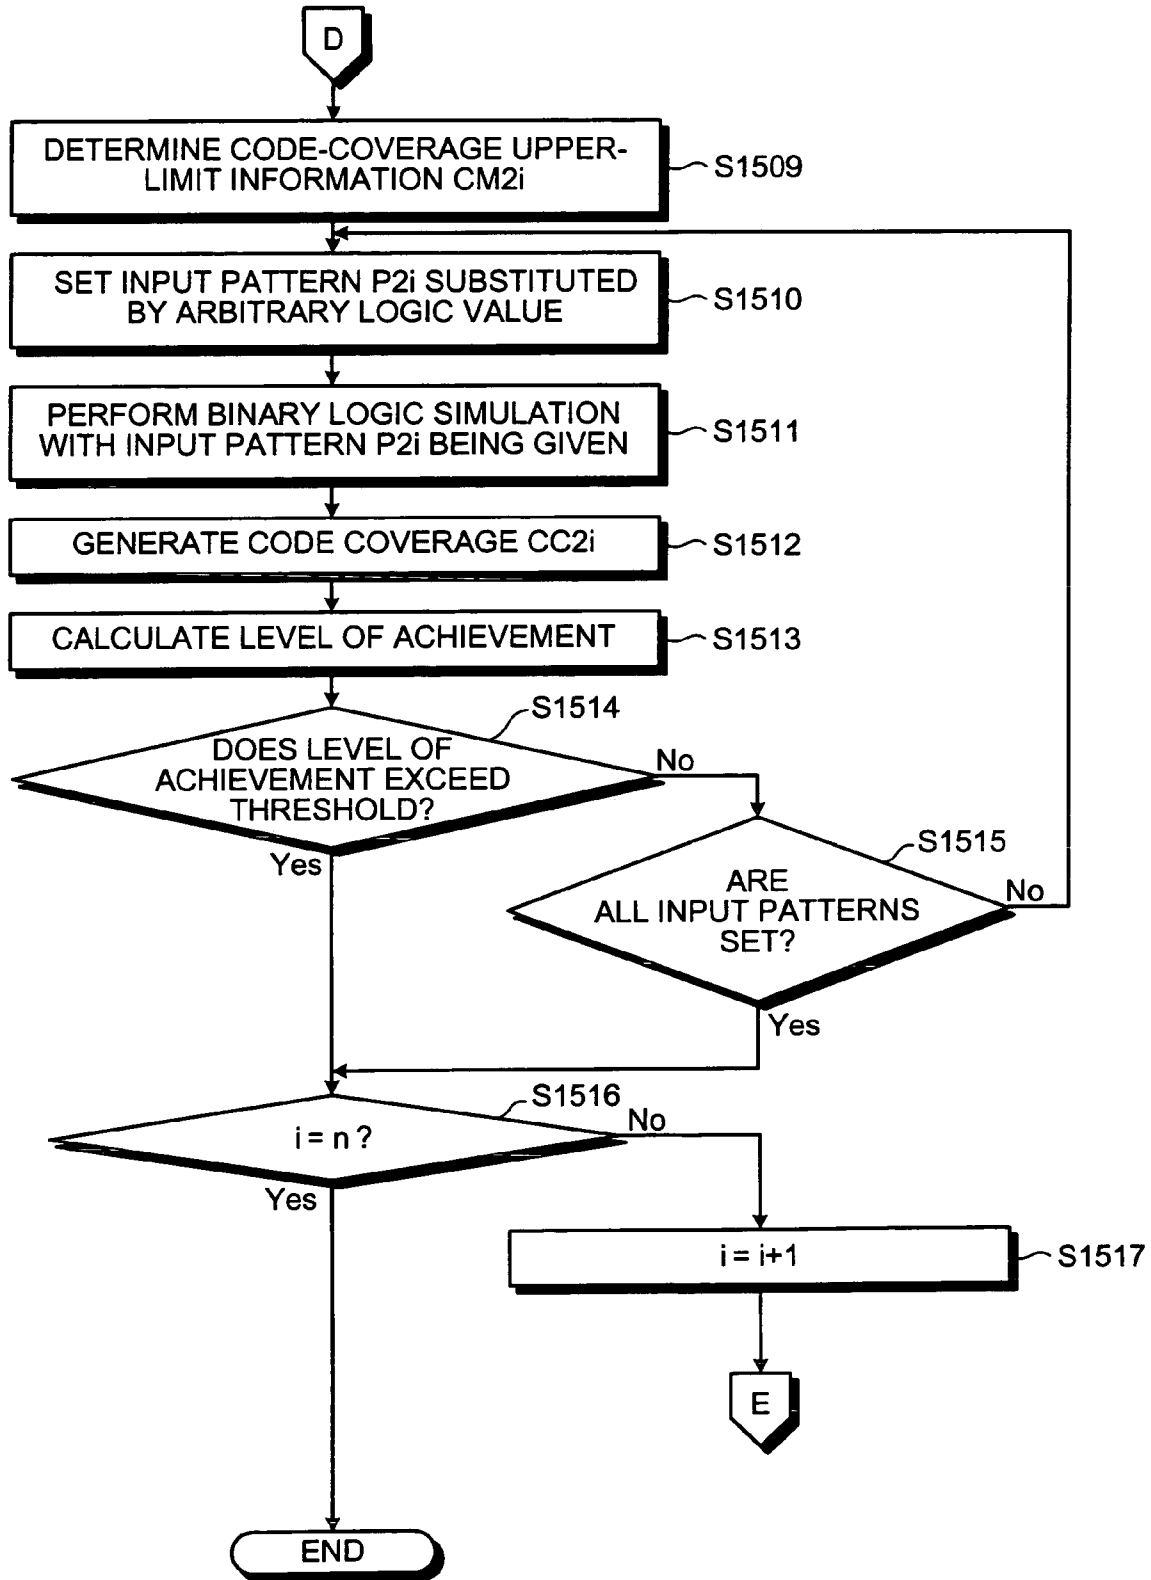 D
DETERMINE CODE-COVERAGE UPPER-
LIMIT INFORMATION CM2i
S1509
SET INPUT PATTERN P2i SUBSTITUTED
BY ARBITRARY LOGIC VALUE
S1510
PERFORM BINARY LOGIC SIMULATION
WITH INPUT PATTERN P2i BEING GIVEN
S1511
GENERATE CODE COVERAGE CC2i
S1512
CALCULATE LEVEL OF ACHIEVEMENT
S1513
S1514
DOES LEVEL OF
ACHIEVEMENT EXCEED
THRESHOLD?
No
Yes
S1515
ARE
ALL INPUT PATTERNS
SET?
No
Yes
S1516
i = n ?
No
Yes
i = i+1
S1517
E
END